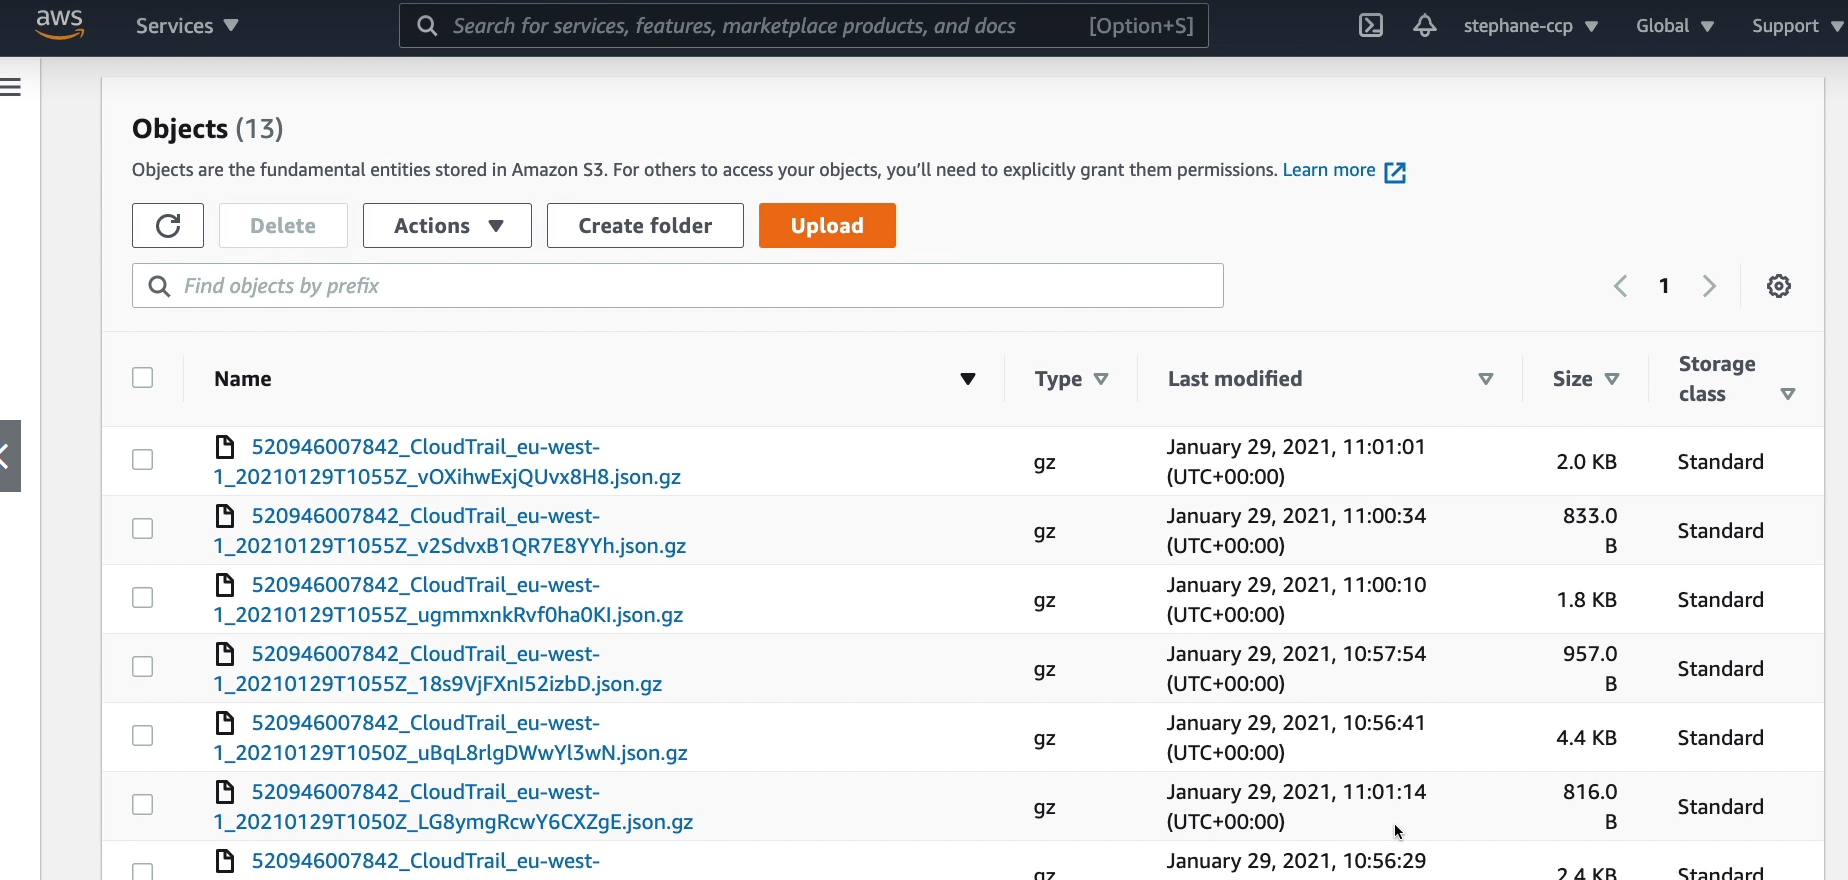 aws
Services
Search for services, features, marketplace products, and docs [Option+S]
stephane-ccp
Global
Support
Objects (13)
Objects are the fundamental entities stored in Amazon S3. For others to access your objects, you'll need to explicitly grant them permissions. Learn more
Delete
Actions
Create folder
Upload
Find objects by prefix
1
Name
Type
Last modified
Size
Storage
class
520946007842_CloudTrail_eu-west-
1_20210129T1055Z_vOXihwExjQUvx8H8.json.gz
gz
January 29, 2021, 11:01:01
(UTC+00:00)
2.0 KB
Standard
520946007842_CloudTrail_eu-west-
1_20210129T1055Z_v2SdvxB1QR7E8YYh.json.gz
gz
January 29, 2021, 11:00:34
(UTC+00:00)
833.0
B
Standard
520946007842_CloudTrail_eu-west-
1_20210129T1055Z_ugmmxnkRvf0ha0KI.json.gz
gz
January 29, 2021, 11:00:10
(UTC+00:00)
1.8 KB
Standard
520946007842_CloudTrail_eu-west-
1_20210129T1055Z_18s9VjFXnI52izbD.json.gz
gz
January 29, 2021, 10:57:54
(UTC+00:00)
957.0
B
Standard
520946007842_CloudTrail_eu-west-
1_20210129T1050Z_uBqL8rlgDWwYl3wN.json.gz
gz
January 29, 2021, 10:56:41
(UTC+00:00)
4.4 KB
Standard
520946007842_CloudTrail_eu-west-
1_20210129T1050Z_LG8ymgRcwY6CXZgE.json.gz
gz
January 29, 2021, 11:01:14
(UTC+00:00)
816.0
B
Standard
520946007842_CloudTrail_eu-west-
gz
January 29, 2021, 10:56:29
2.4 KB
Standard